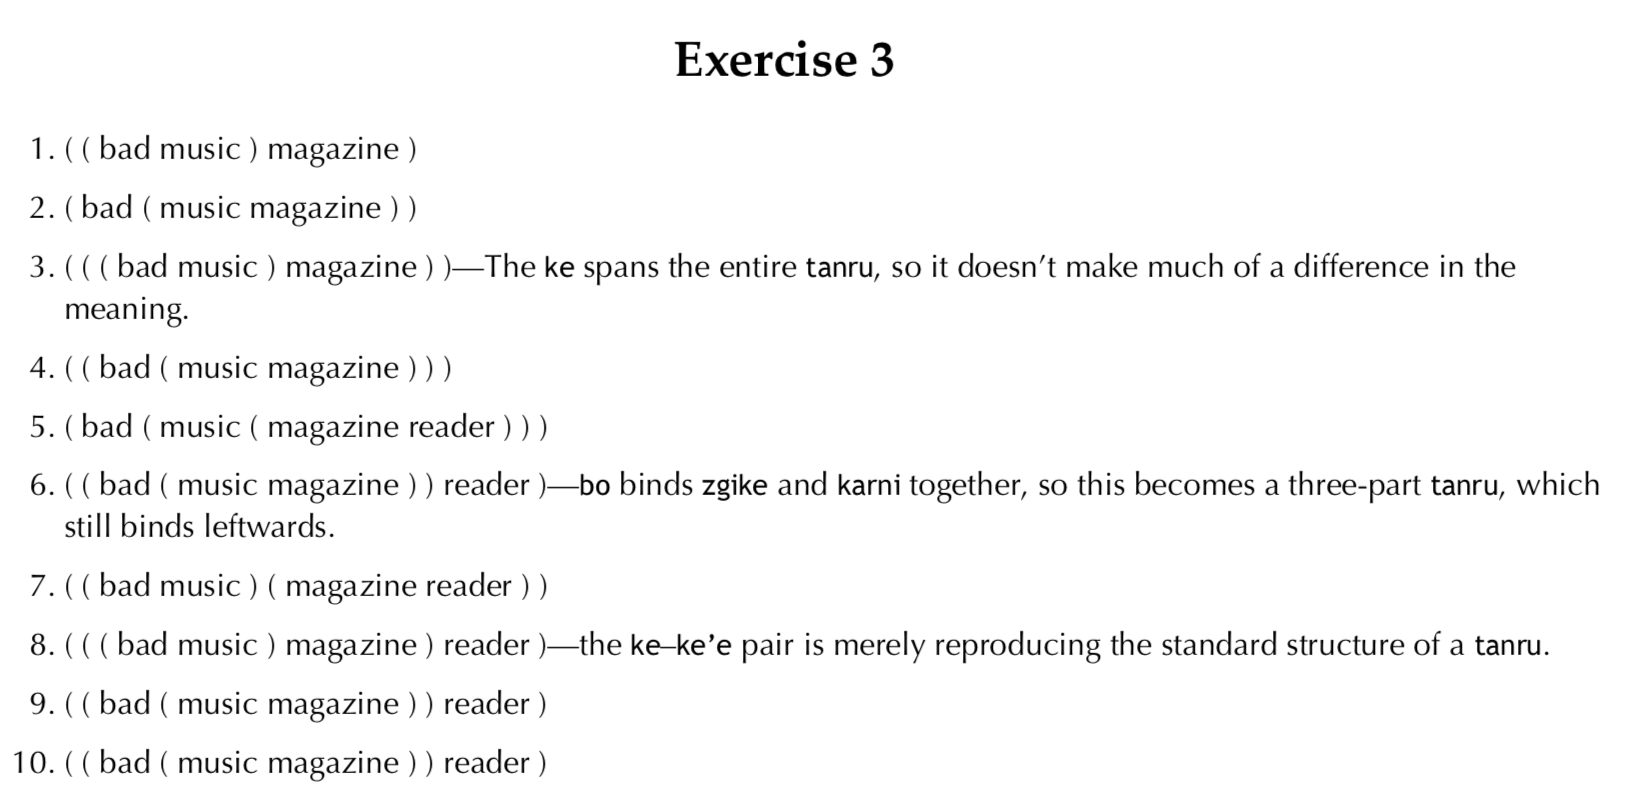 Exercise 3
1. ( ( bad music ) magazine )
2. ( bad ( music magazine ) )
3. ( ( ( bad music ) magazine ) )—The ke spans the entire tanru, so it doesn’t make much of a difference in the
meaning.
4. ( ( bad ( music magazine ) ) )
5. ( bad ( music ( magazine reader ) ) )
6. ( ( bad ( music magazine ) ) reader )—bo binds zgike and karni together, so this becomes a three-part tanru, which
still binds leftwards.
7. ( ( bad music ) ( magazine reader ) )
8. ( ( ( bad music ) magazine ) reader )—the ke–ke’e pair is merely reproducing the standard structure of a tanru.
9. ( ( bad ( music magazine ) ) reader )
10. ( ( bad ( music magazine ) ) reader )